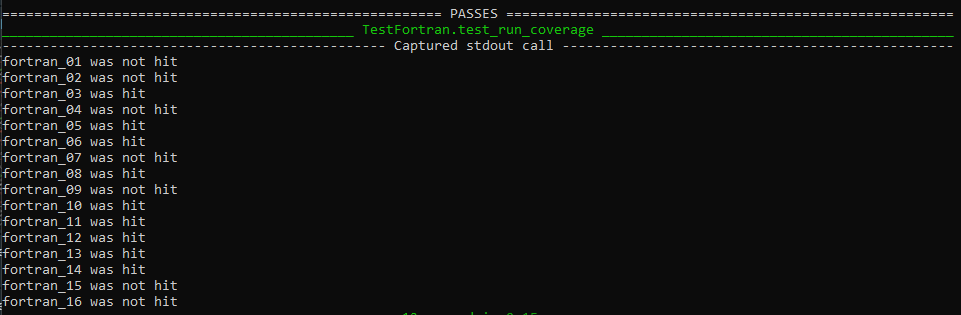 ======================================================= PASSES ========================================================
____________________________________________ TestFortran.test_run_coverage ____________________________________________
------------------------------------------------ Captured stdout call -------------------------------------------------
fortran_01 was not hit
fortran_02 was not hit
fortran_03 was hit
fortran_04 was not hit
fortran_05 was hit
fortran_06 was hit
fortran_07 was not hit
fortran_08 was hit
fortran_09 was not hit
fortran_10 was hit
fortran_11 was hit
fortran_12 was hit
fortran_13 was hit
fortran_14 was hit
fortran_15 was not hit
fortran_16 was not hit